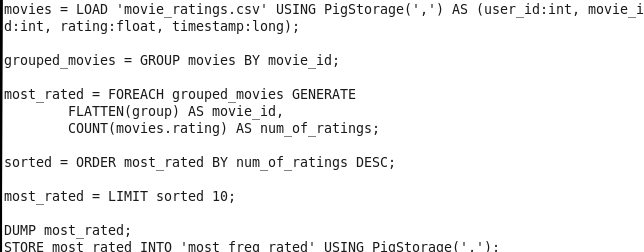 movies = LOAD 'movie_ratings.csv' USING PigStorage(',') AS (user_id:int, movie_i
d:int, rating:float, timestamp:long);
grouped_movies = GROUP movies BY movie_id;
most_rated = FOREACH grouped_movies GENERATE
FLATTEN(group) AS movie_id,
COUNT(movies.rating) AS num_of_ratings;
sorted = ORDER most_rated BY num_of_ratings DESC;
most_rated = LIMIT sorted 10;
DUMP most_rated;
STORE most_rated INTO 'most_freq_rated' USING PigStorage(',');